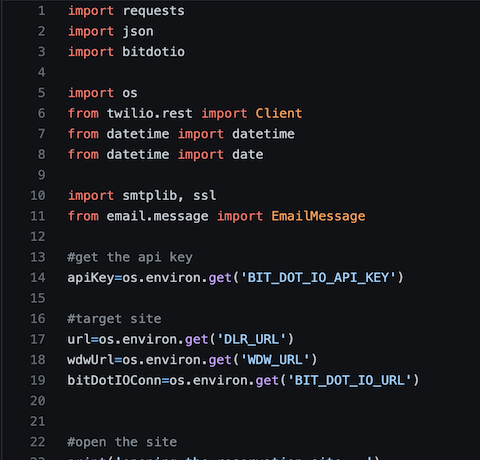 1 import requests
2 import json
3 import bitdotio
4
5 import os
6 from twilio.rest import Client
7 from datetime import datetime
8 from datetime import date
9
10 import smtplib, ssl
11 from email.message import EmailMessage
12
13 #get the api key
14 apiKey=os.environ.get('BIT_DOT_IO_API_KEY')
15
16 #target site
17 url=os.environ.get('DLR_URL')
18 wdwUrl=os.environ.get('WDW_URL')
19 bitDotIOConn=os.environ.get('BIT_DOT_IO_URL')
20
21
22 #open the site